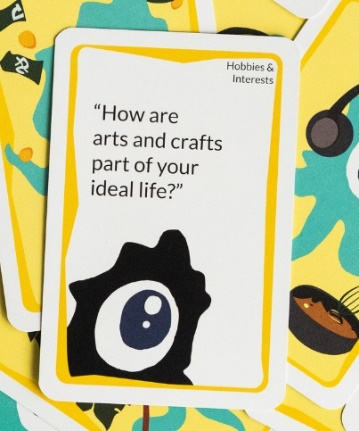 Hobbies &
Interests
“How are
arts and crafts
part of your
ideal life?”